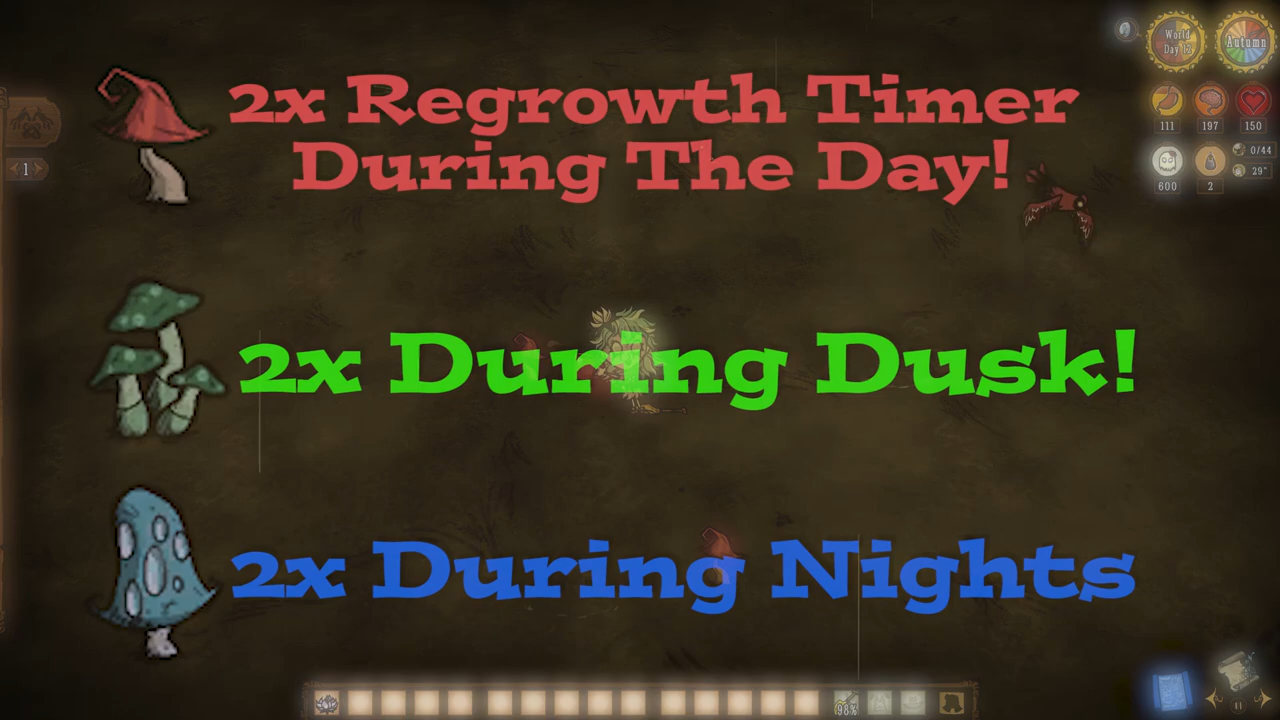 World
Day 12
Autumn
2x Regrowth Timer
During The Day!
111
197
150
0/44
1
29°
600
2
2x During Dusk!
2x During Nights
98%